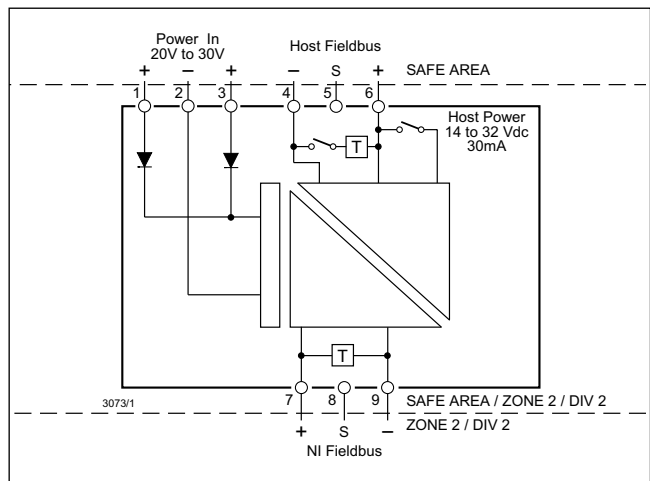 Power In
20V to 30V
Host Fieldbus
+ − + − S + SAFE AREA
1 2 3 4 5 6
Host Power
14 to 32 Vdc
30mA
T
T
3073/1
7 8 9 SAFE AREA / ZONE 2 / DIV 2
+ S − ZONE 2 / DIV 2
NI Fieldbus